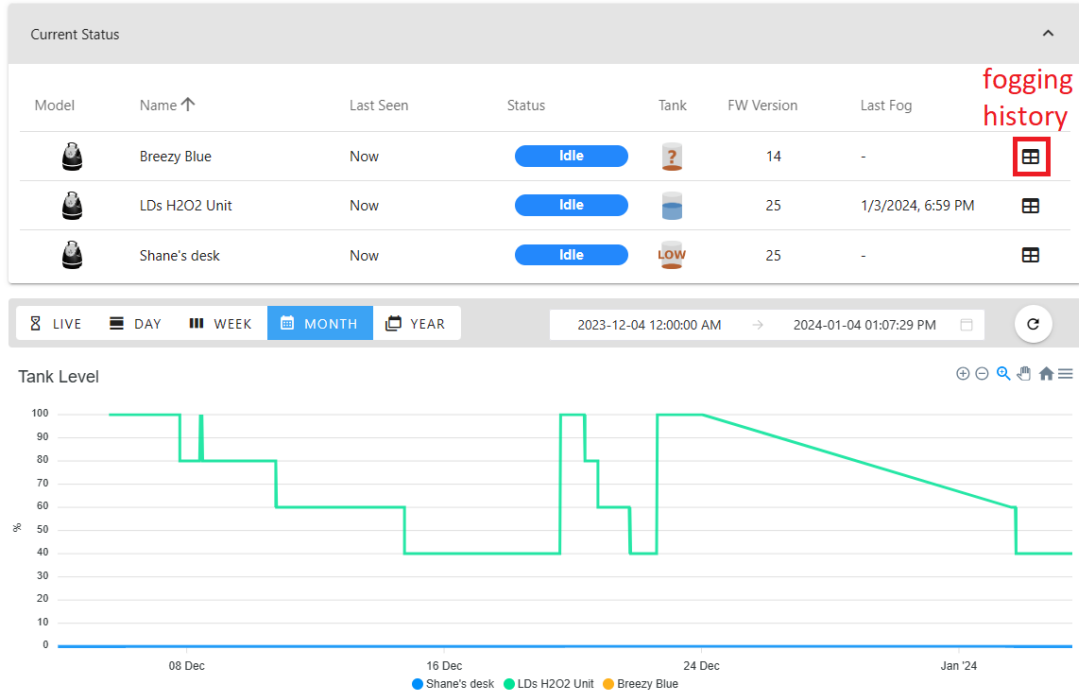 Current Status
fogging
history
Model Name Last Seen Status Tank FW Version Last Fog
Breezy Blue Now Idle ? 14 -
LDs H2O2 Unit Now Idle 25 1/3/2024, 6:59 PM
Shane's desk Now Idle LOW 25 -
LIVE DAY WEEK MONTH YEAR 2023-12-04 12:00:00 AM → 2024-01-04 01:07:29 PM
Tank Level
100
90
80
70
60
50
40
30
20
10
0
%
08 Dec 16 Dec 24 Dec Jan '24
Shane's desk LDs H2O2 Unit Breezy Blue